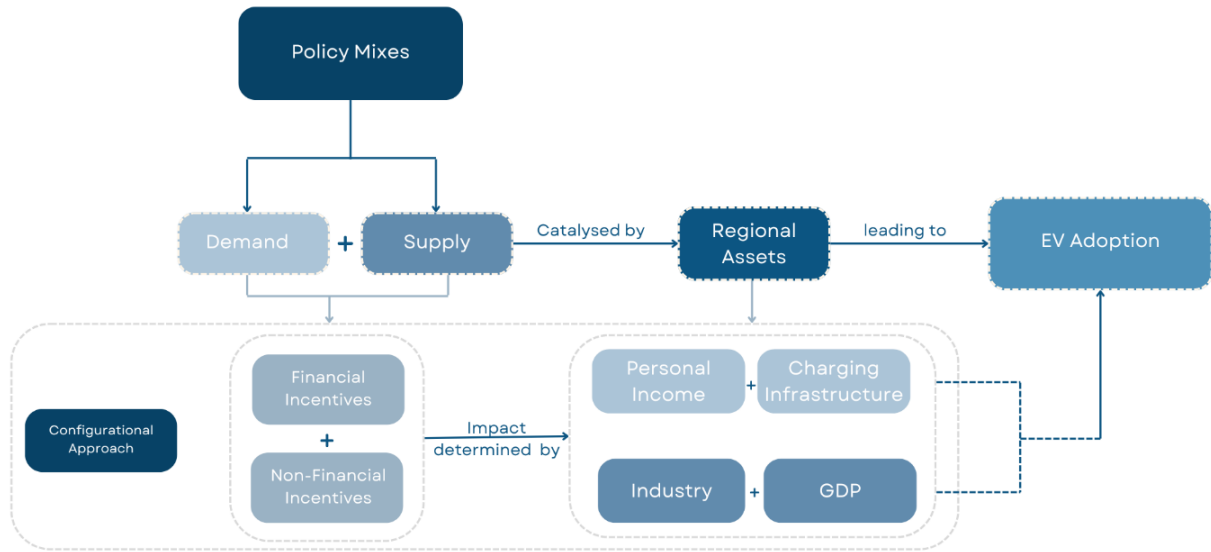 Policy Mixes
Demand
+
Supply
Catalysed by
Regional
Assets
leading to
EV Adoption
Configurational
Approach
Financial
Incentives
+
Non-Financial
Incentives
Impact
determined by
Personal
Income
+
Charging
Infrastructure
Industry
+
GDP